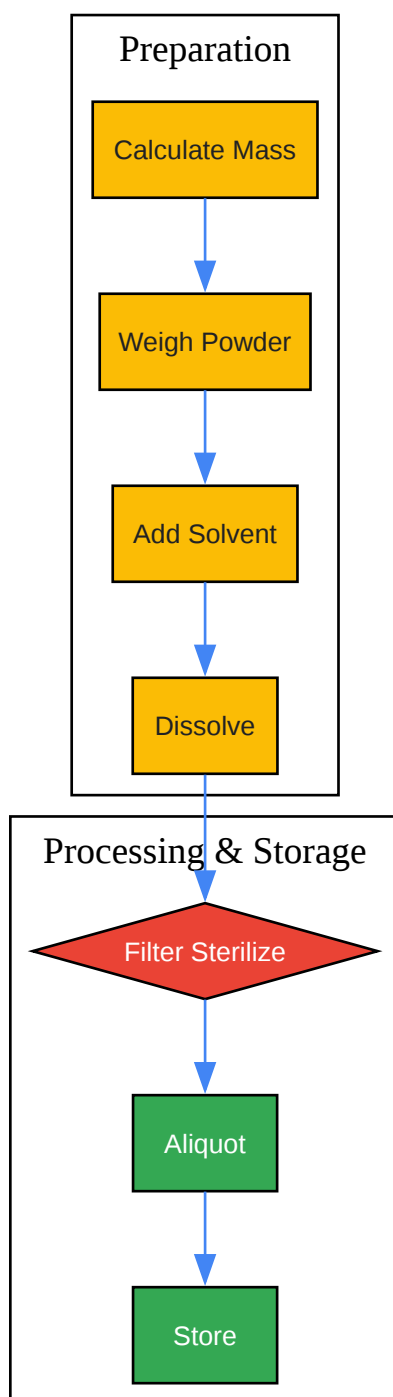 Preparation
Calculate Mass
Weigh Powder
Add Solvent
Dissolve
Processing & Storage
Filter Sterilize
Aliquot
Store